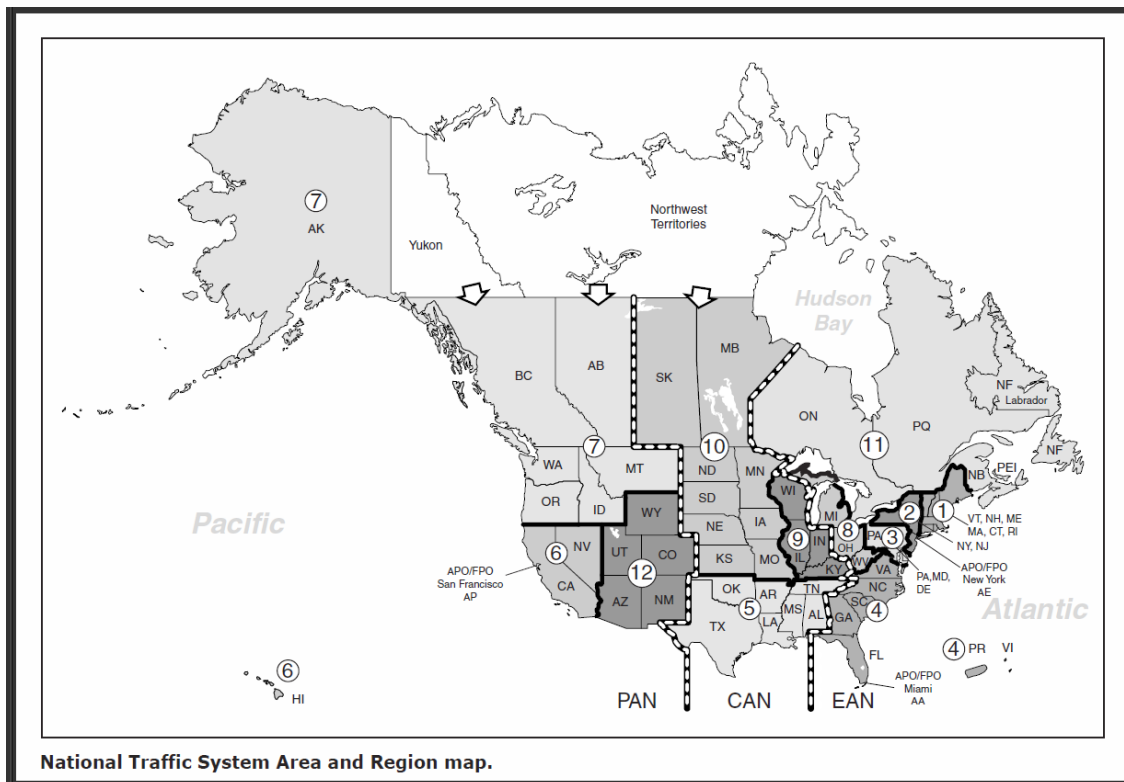 7
AK
Yukon
Northwest
Territories
Hudson
Bay
BC
AB
SK
MB
ON
PQ
NF
Labrador
NF
NB
PEI
11
7
10
WA
MT
ND
MN
OR
ID
SD
WI
MI
WY
NE
IA
2
1
VT, NH, ME
MA, CT, RI
NY, NJ
8
PA
3
9
IL
IN
OH
Pacific
6
NV
UT
CO
KS
MO
KY
WV
VA
12
APO/FPO
San Francisco
AP
CA
AZ
NM
OK
AR
TN
NC
PA,MD,
DE
APO/FPO
New York
AE
Atlantic
5
TX
LA
MS
AL
GA
SC
4
FL
4
PR
VI
APO/FPO
Miami
AA
6
HI
PAN
CAN
EAN
National Traffic System Area and Region map.